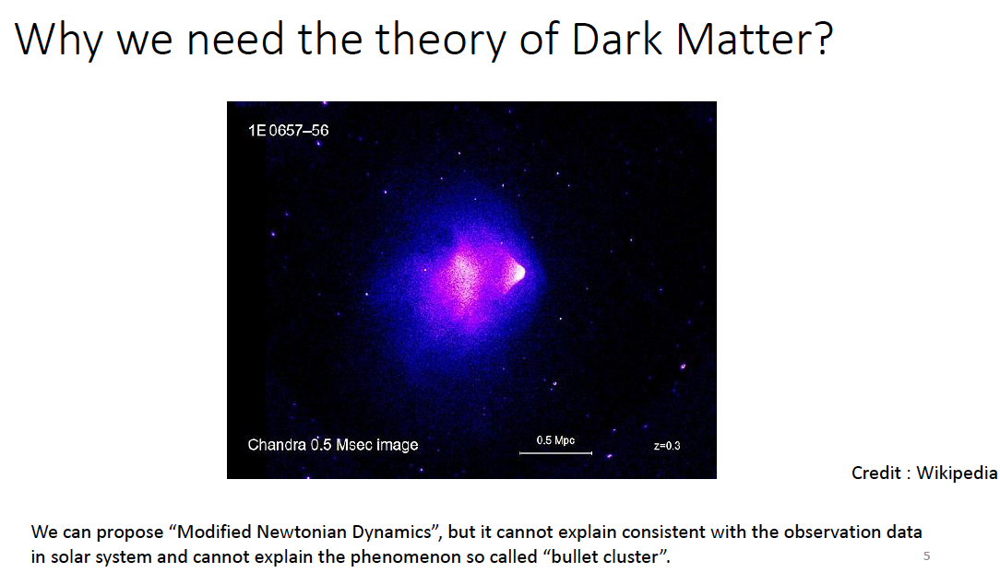 Why we need the theory of Dark Matter?
1E 0657–56
Chandra 0.5 Msec image
0.5 Mpc
z=0.3
Credit : Wikipedia
We can propose “Modified Newtonian Dynamics”, but it cannot explain consistent with the observation data
in solar system and cannot explain the phenomenon so called “bullet cluster”.
5